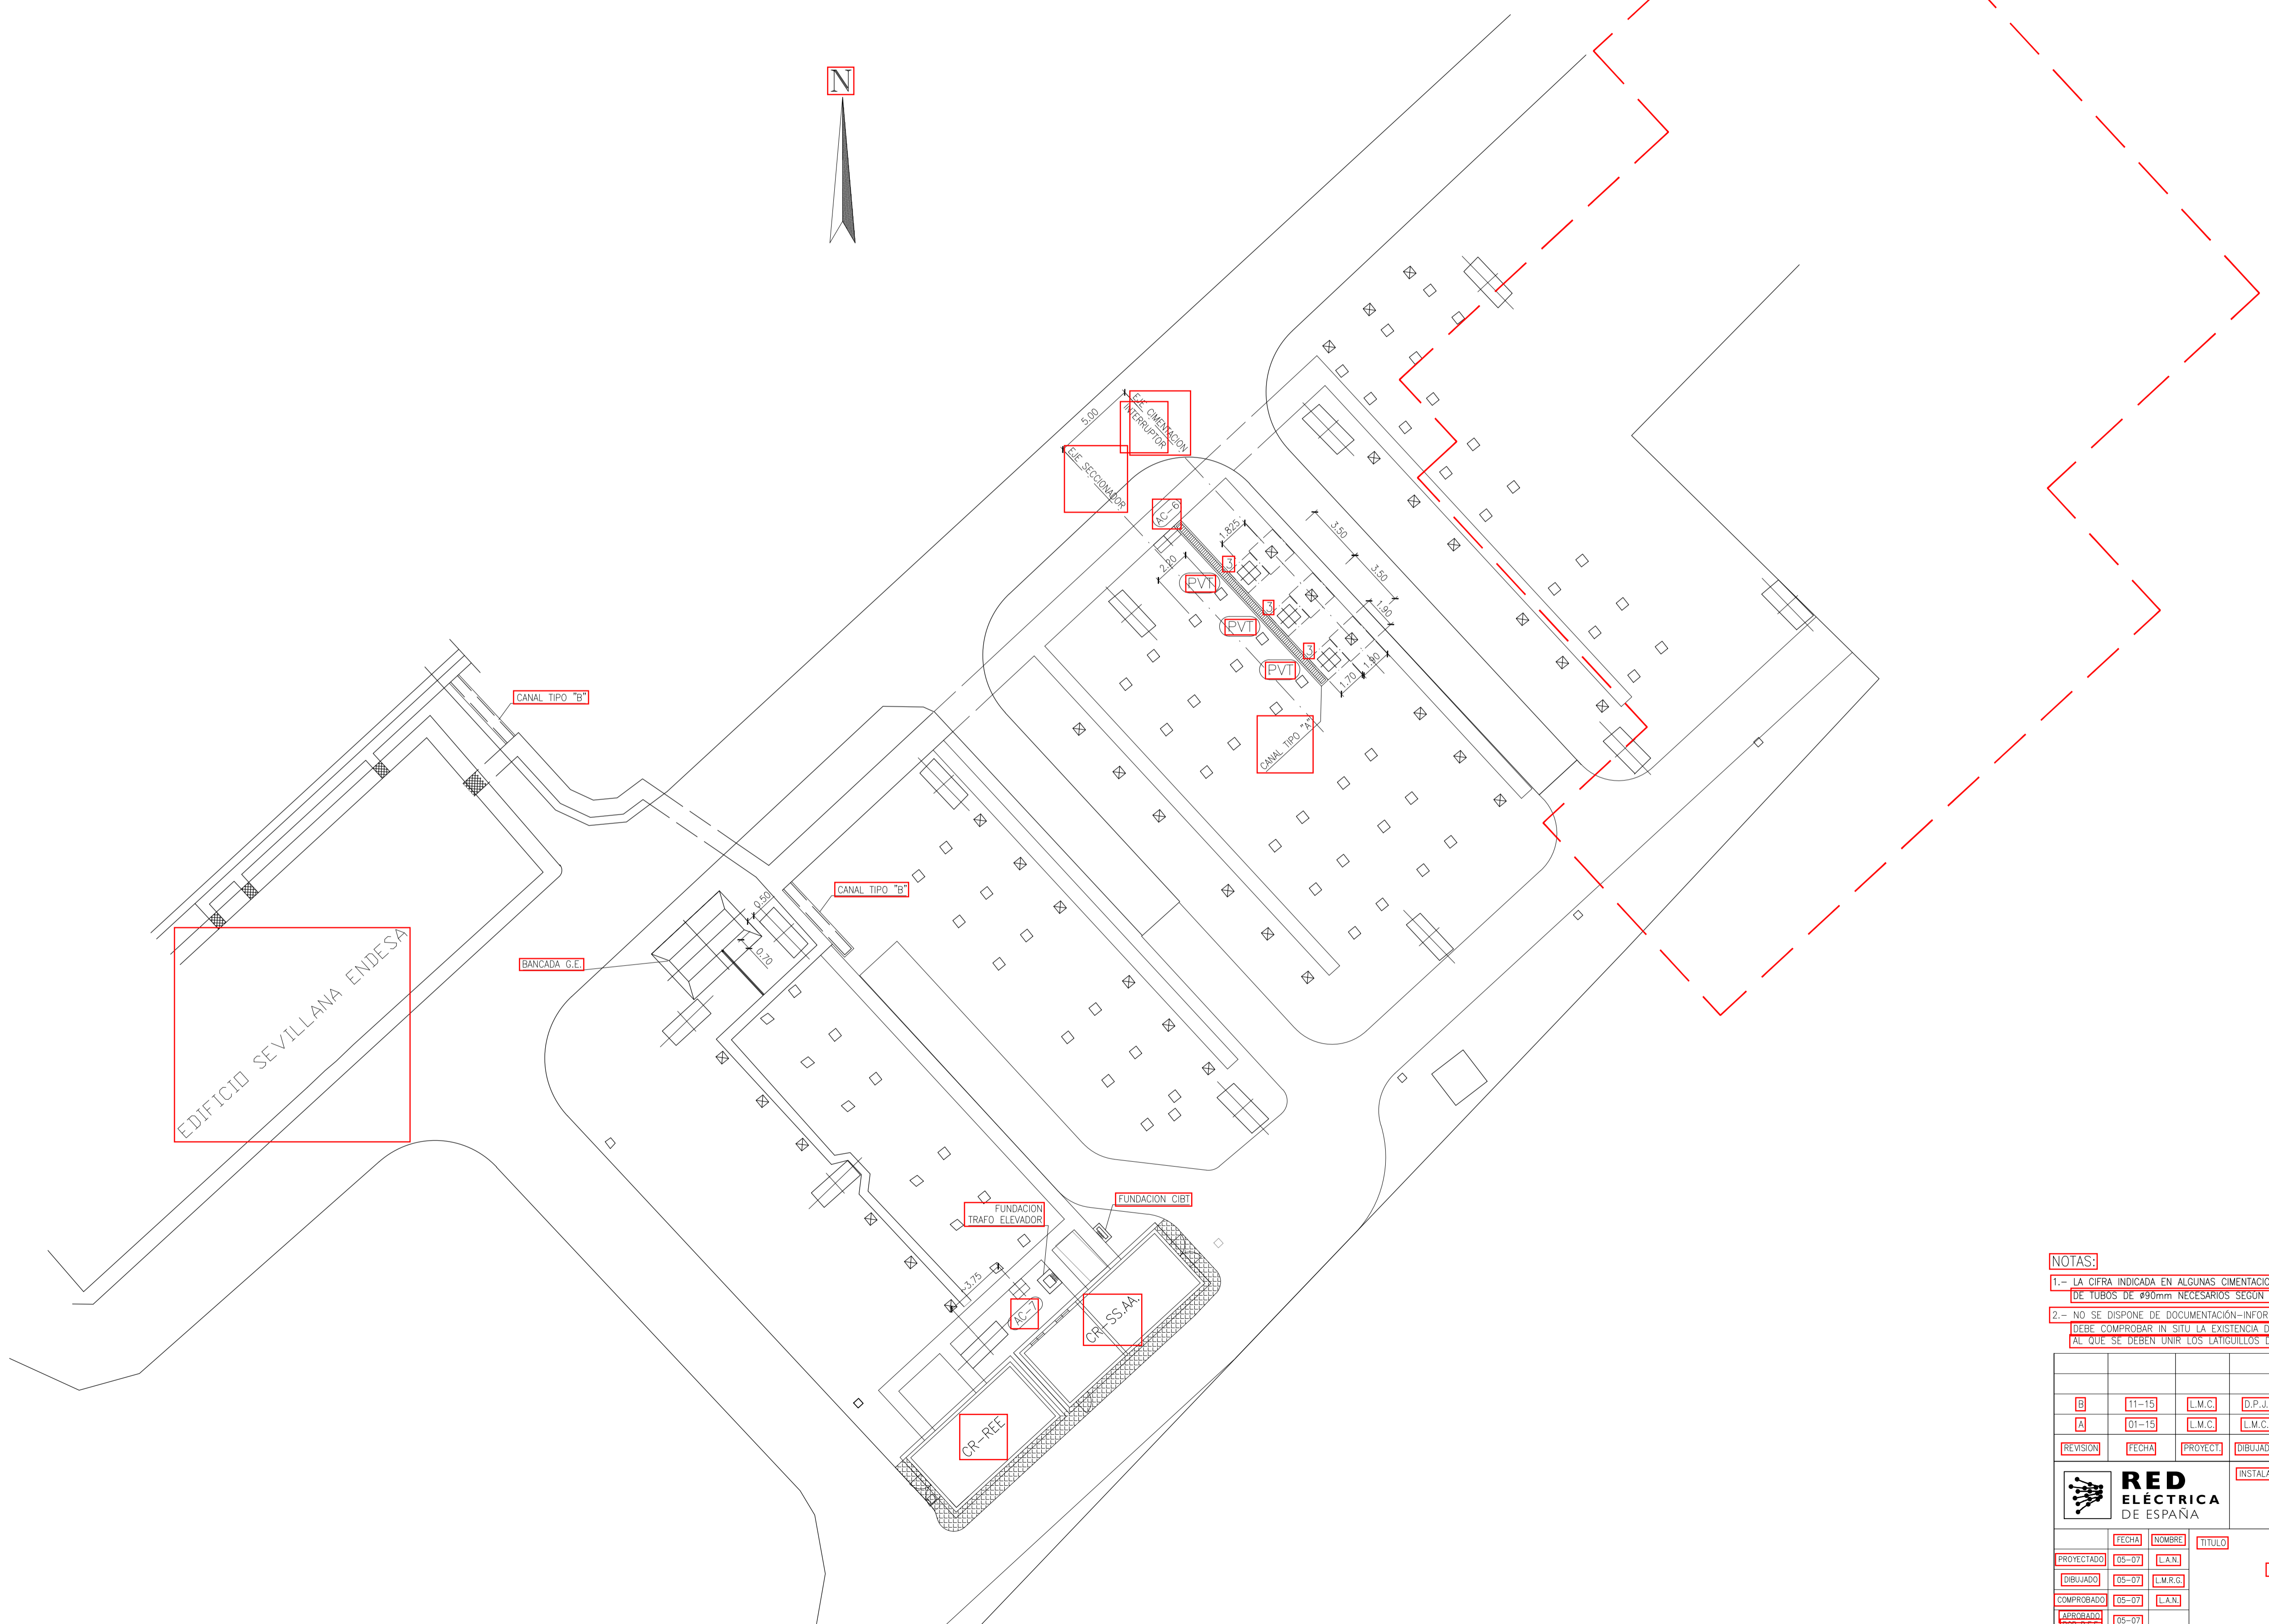 N
EJE CIMENTACION
INTERRUPTOR
5.00
EJE SECCIONADOR
AC-6
1.825
3.50
2.20
3
PVT
3.50
3
1.90
PVT
3
PVT
1.90
1.70
CANAL TIPO "A"
CANAL TIPO "B"
CANAL TIPO "B"
0.50
BANCADA G.E.
0.70
EDIFICIO SEVILLANA ENDESA
FUNDACION CIBT
FUNDACION
TRAFO ELEVADOR
~3.75
AC-7
CR-SS.AA.
CR-REE
NOTAS:
1.- LA CIFRA INDICADA EN ALGUNAS
DE TUBOS DE Ø90mm NECESARIOS SEGÚN
2.- NO SE DISPONE DE
DEBE COMPROBAR IN SITU LA EXISTENCIA
AL QUE SE DEBEN UNIR LOS LATIGUILLOS
B 11-15 L.M.C. D.P.J.
A 01-15 L.M.C. L.M.C.
REVISION FECHA PROYECT.
RED
ELÉCTRICA
DE ESPAÑA
FECHA NOMBRE TITULO
PROYECTADO 05-07 L.A.N.
DIBUJADO 05-07 L.M.R.G.
COMPROBADO 05-07 L.A.N.
APROBADO 05-07